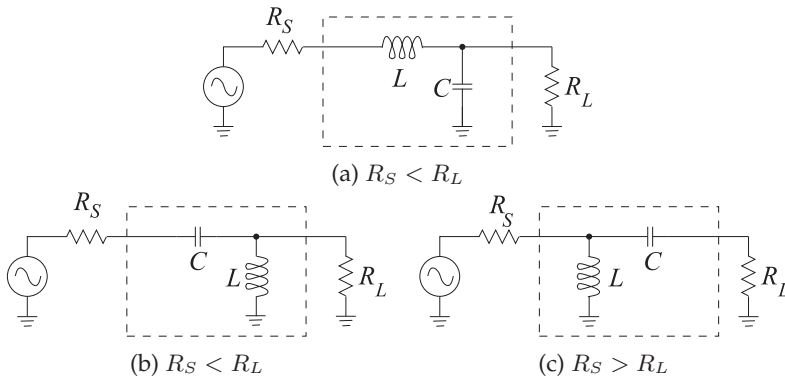 R_S
L
C
R_L
(a) R_S < R_L
R_S
C
L
R_L
(b) R_S < R_L
R_S
C
L
R_L
(c) R_S > R_L